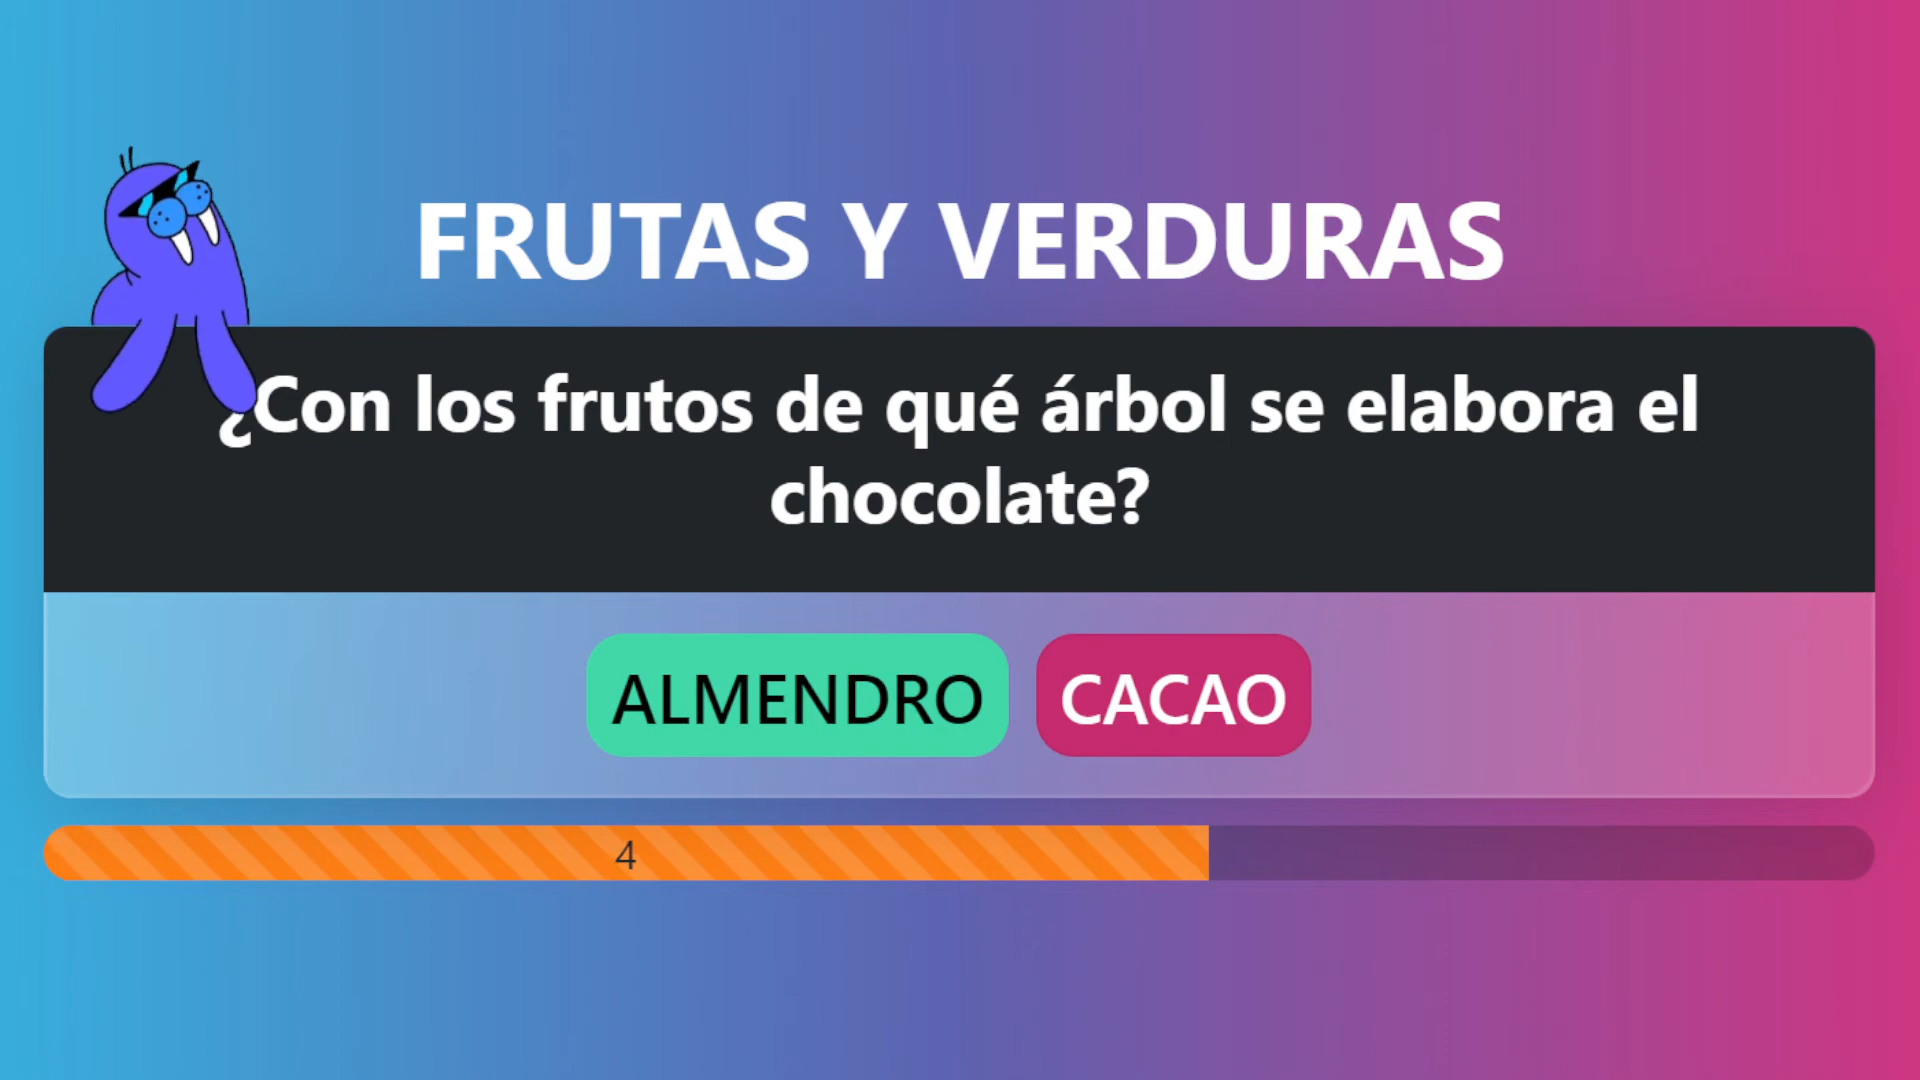 FRUTAS Y VERDURAS
¿Con los frutos de qué árbol se elabora el
chocolate?
ALMENDRO CACAO
4